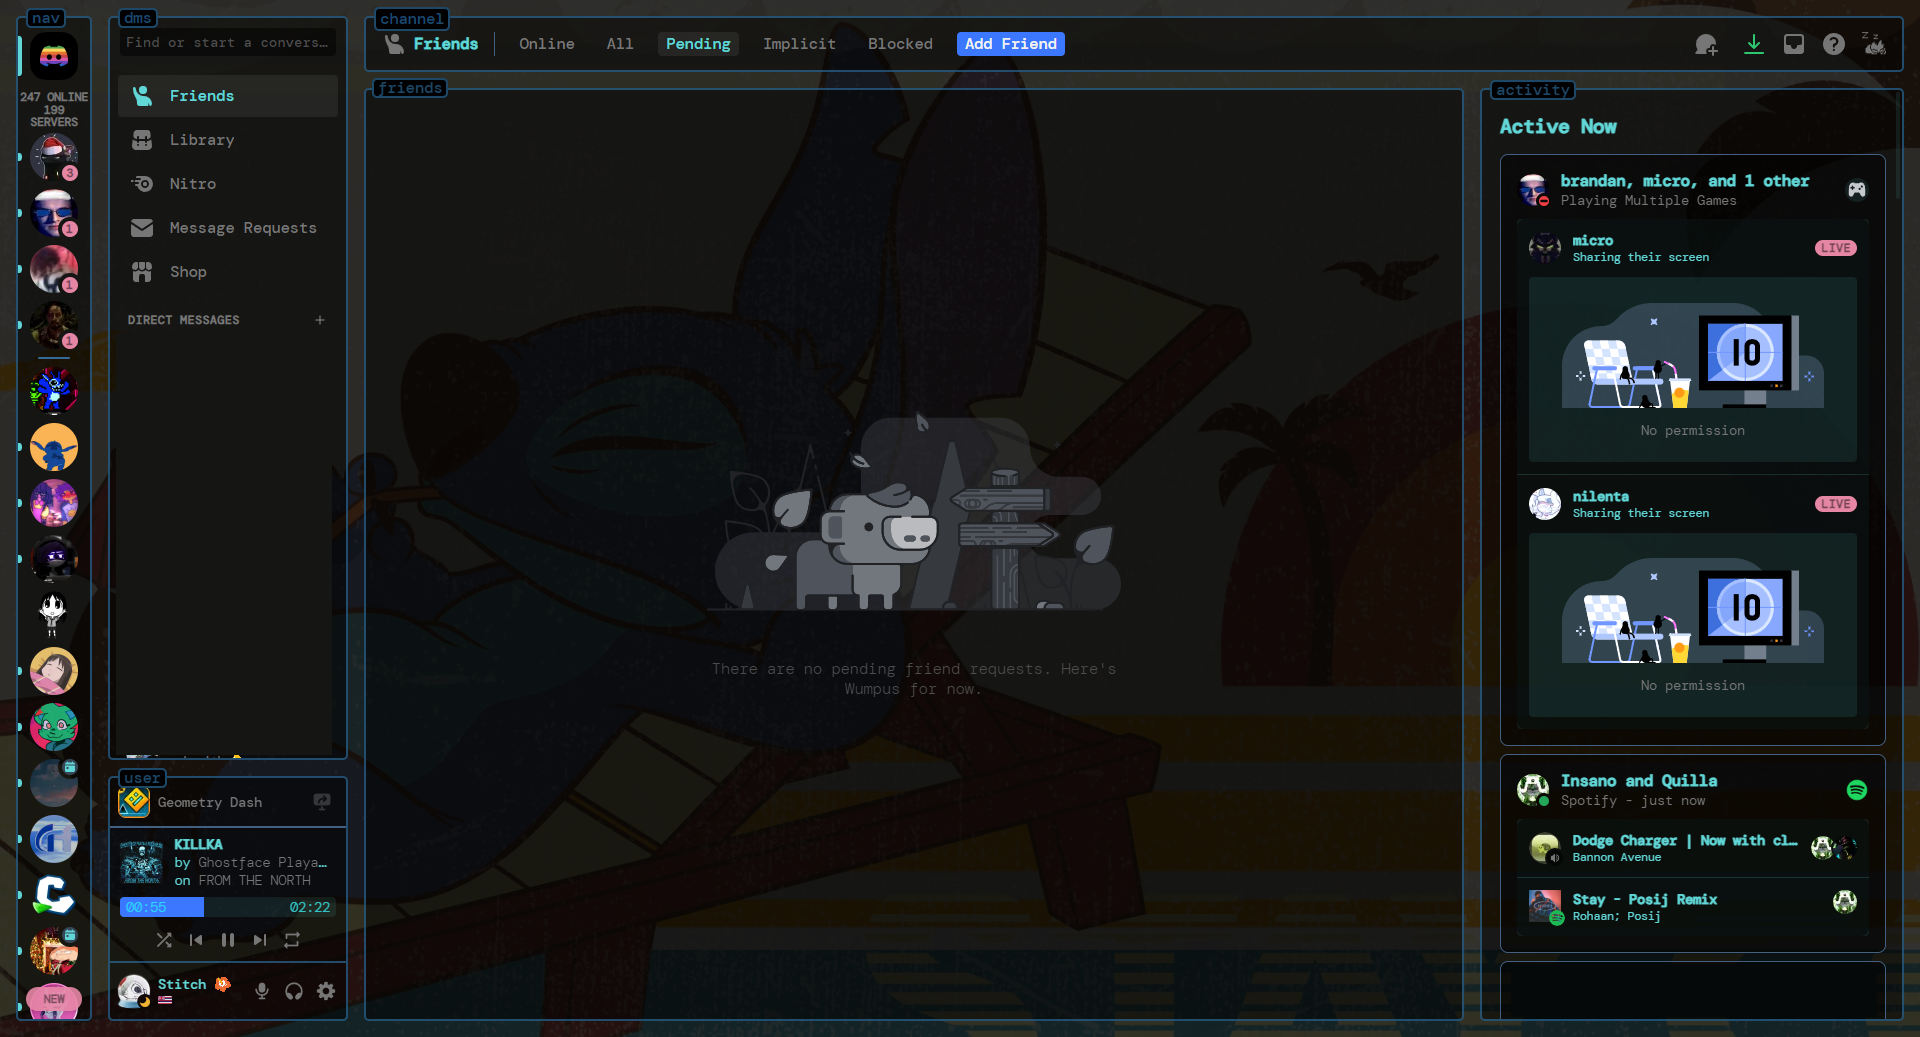 nav
247 ONLINE
199
SERVERS
3
1
1
1
NEW
dms
Find or start a convers…
Friends
Library
Nitro
Message Requests
Shop
DIRECT MESSAGES
user
Geometry Dash
KILLKA
by Ghostface Playa…
on FROM THE NORTH
00:55 02:22
Stitch
channel
Friends Online All Pending Implicit Blocked Add Friend
friends
There are no pending friend requests. Here's
Wumpus for now.
activity
Active Now
brandan, micro, and 1 other
Playing Multiple Games
micro
Sharing their screen
LIVE
10
No permission
nilenta
Sharing their screen
LIVE
10
No permission
Insano and Quilla
Spotify - just now
Dodge Charger | Now with cl…
Bannon Avenue
Stay - Posij Remix
Rohaan; Posij